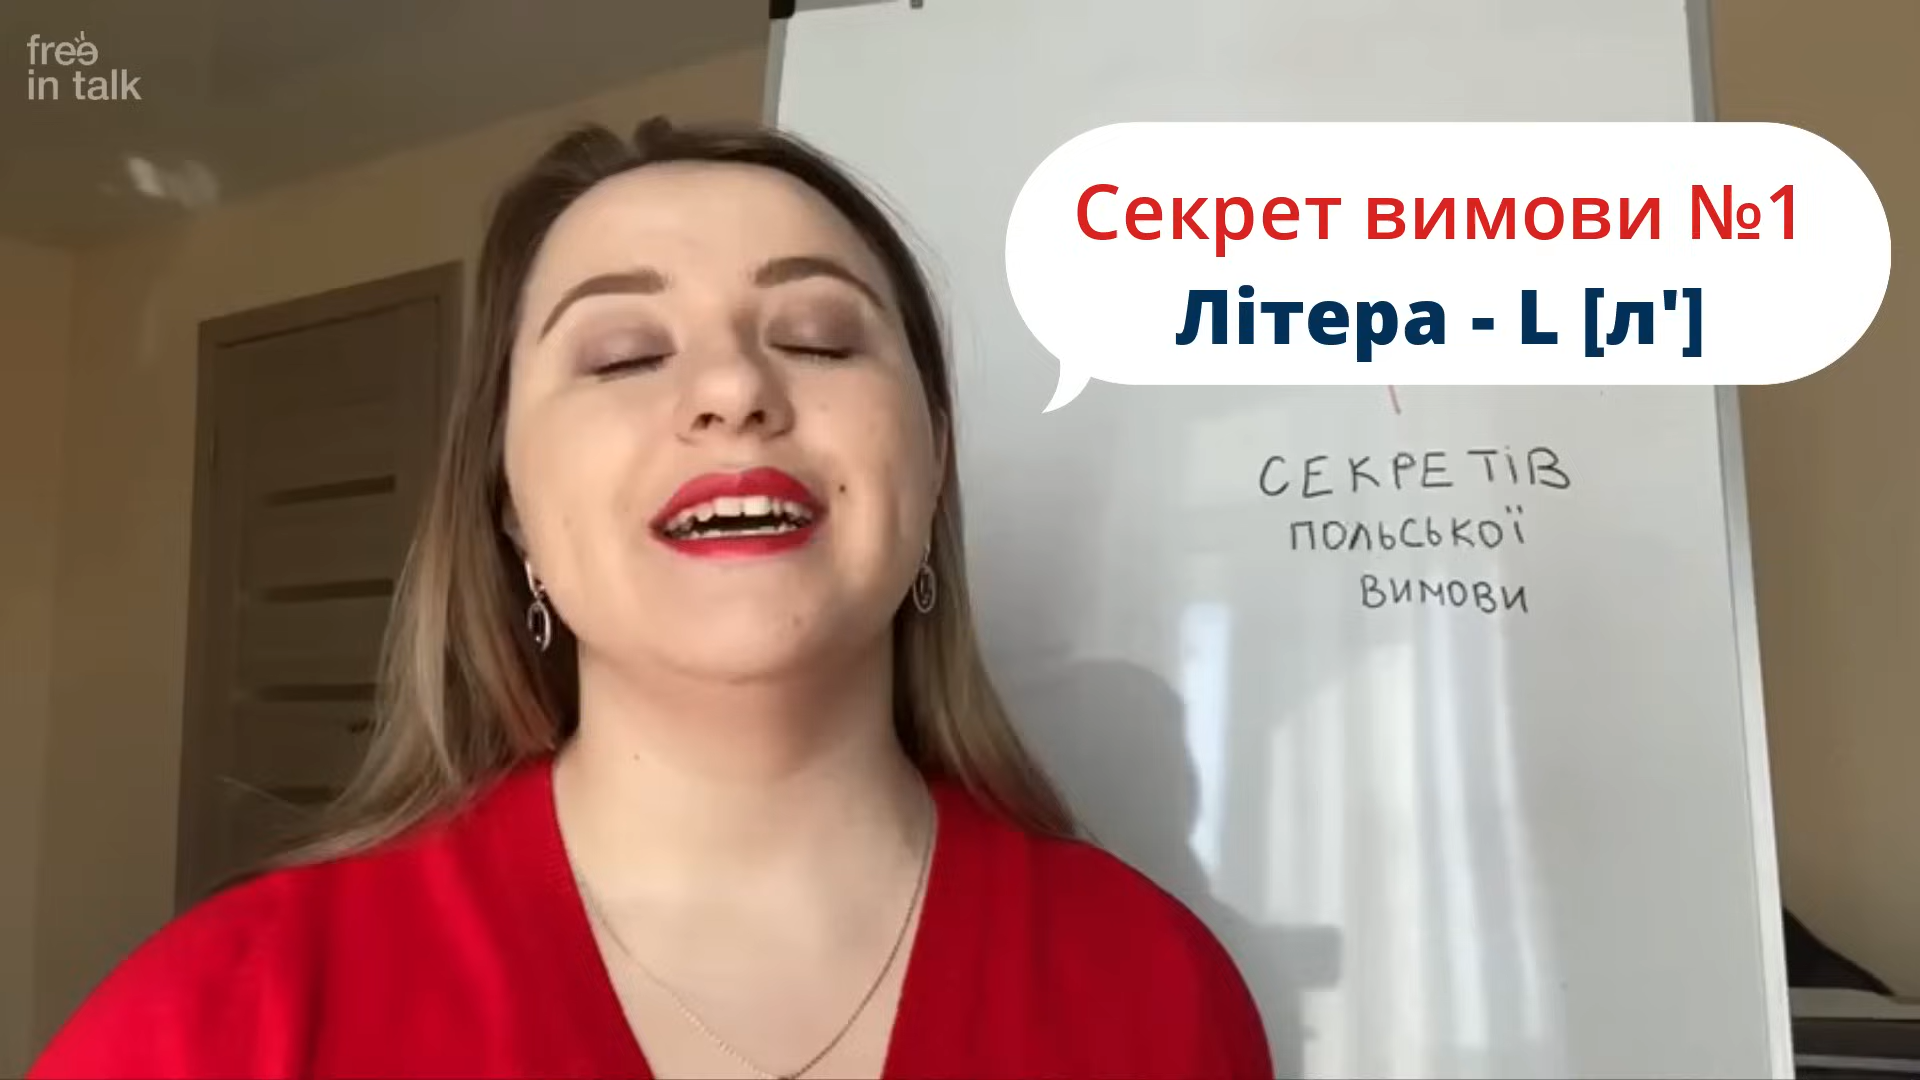 free
in talk
Секрет вимови №1
Літера - L [л']
СЕКРЕТІВ
ПОЛЬСЬКОЇ
ВИМОВИ